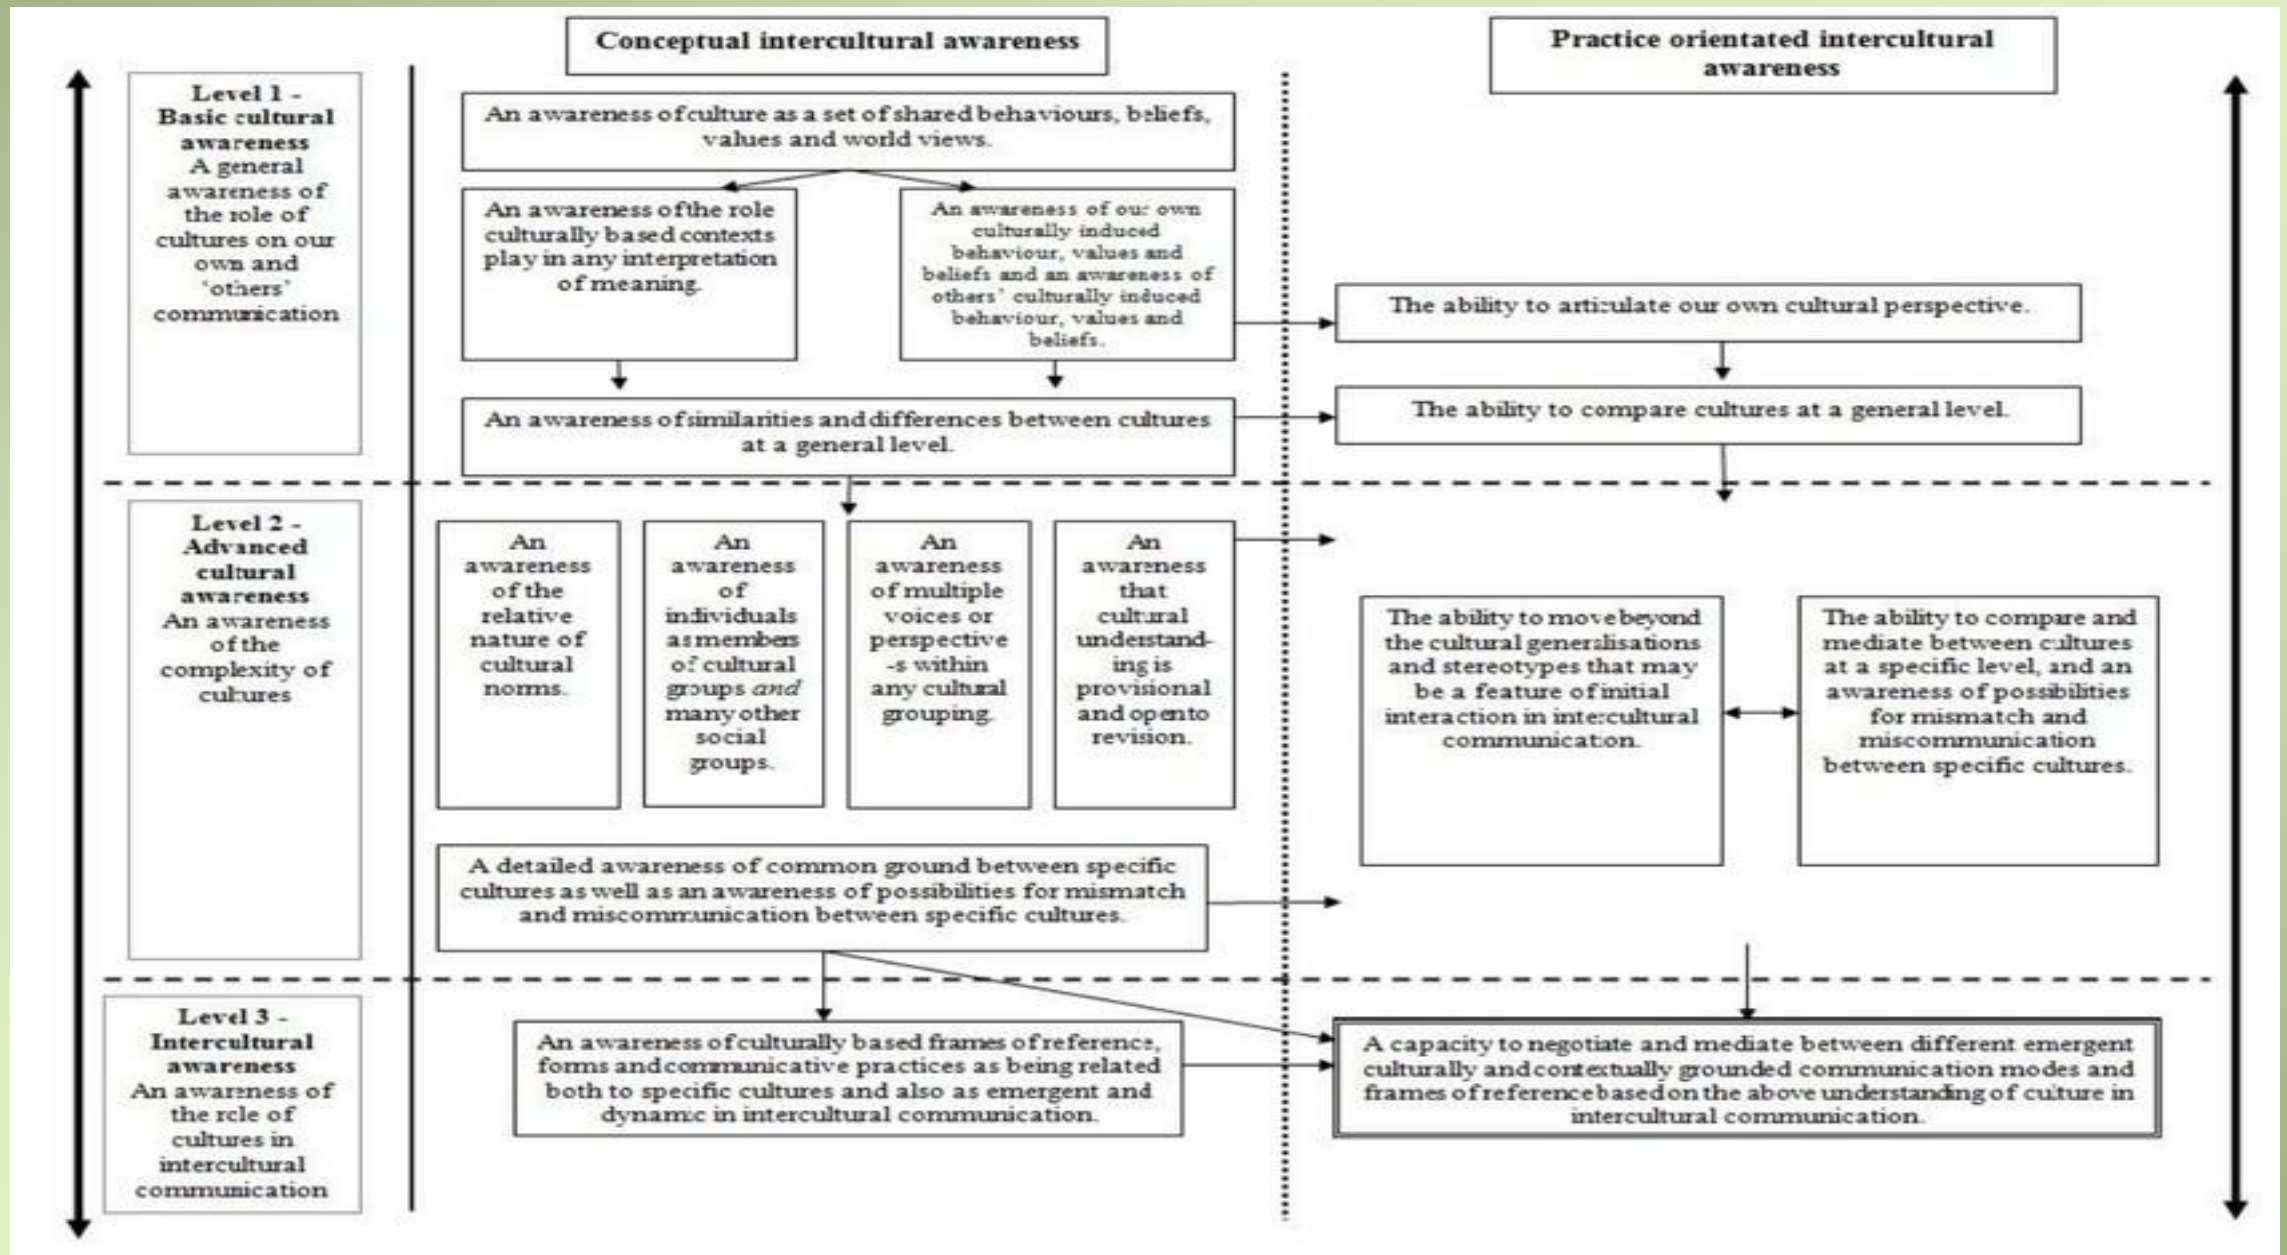 Conceptual intercultural awareness
Practice orientated intercultural
awareness
Level 1 -
Basic cultural
awareness
A general
awareness of
the role of
cultures on our
own and
‘others’
communication
An awareness of culture as a set of shared behaviours, beliefs,
values and world views.
An awareness of the role
culturally based contexts
play in any interpretation
of meaning.
An awareness of our own
culturally induced
behaviour, values and
beliefs and an awareness of
others’ culturally induced
behaviour, values and
beliefs.
The ability to articulate our own cultural perspective.
An awareness of similarities and differences between cultures
at a general level.
The ability to compare cultures at a general level.
Level 2 -
Advanced
cultural
awareness
An awareness
of the
complexity of
cultures
An
awareness
of the
relative
nature of
cultural
norms.
An
awareness
of
individuals
as members
of cultural
groups and
many other
social
groups.
An
awareness
of multiple
voices or
perspective
-s within
any cultural
grouping.
An
awareness
that
cultural
understand-
ing is
provisional
and open to
revision.
The ability to move beyond
the cultural generalisations
and stereotypes that may
be a feature of initial
interaction in intercultural
communication.
The ability to compare and
mediate between cultures
at a specific level, and an
awareness of possibilities
for mismatch and
miscommunication
between specific cultures.
A detailed awareness of common ground between specific
cultures as well as an awareness of possibilities for mismatch
and miscommunication between specific cultures.
Level 3 -
Intercultural
awareness
An awareness of
the role of
cultures in
intercultural
communication
An awareness of culturally based frames of reference,
forms and communicative practices as being related
both to specific cultures and also as emergent and
dynamic in intercultural communication.
A capacity to negotiate and mediate between different emergent
culturally and contextually grounded communication modes and
frames of reference based on the above understanding of culture in
intercultural communication.